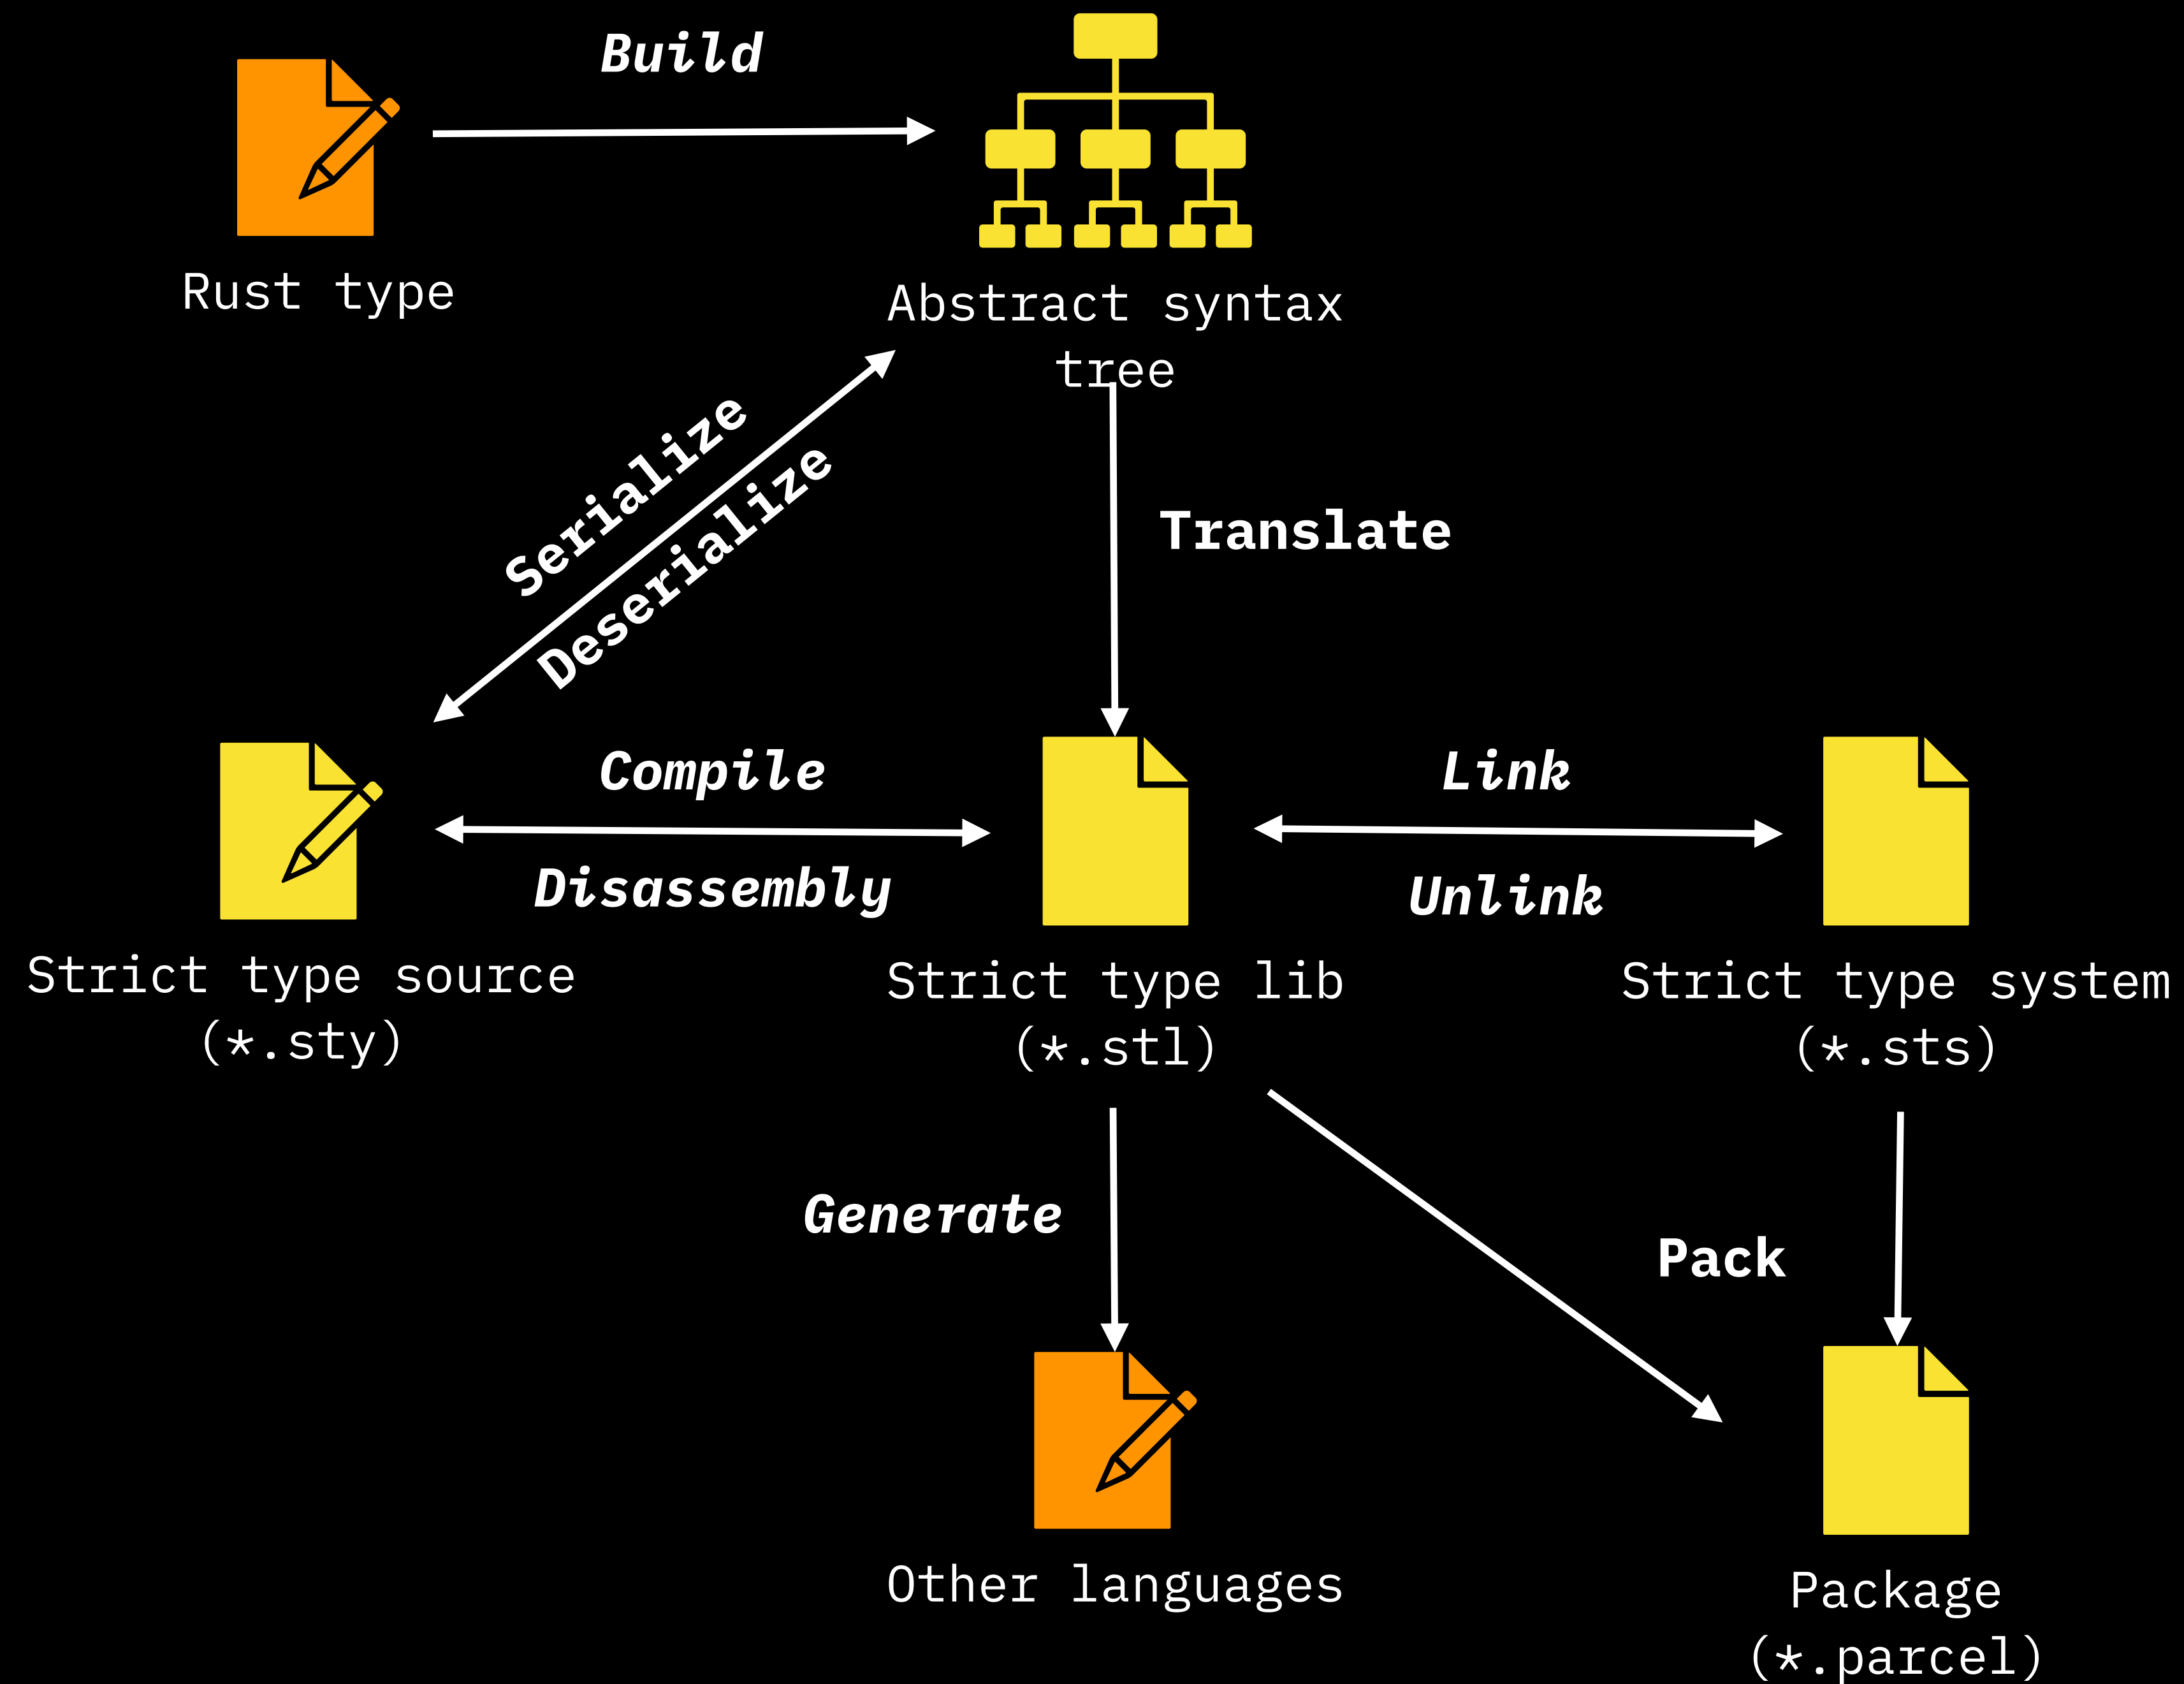 Build
Rust type
Abstract syntax
tree
Serialize
Deserialize
Translate
Compile
Disassembly
Link
Unlink
Strict type source
(*.sty)
Strict type lib
(*.stl)
Strict type system
(*.sts)
Generate
Pack
Other languages
Package
(*.parcel)